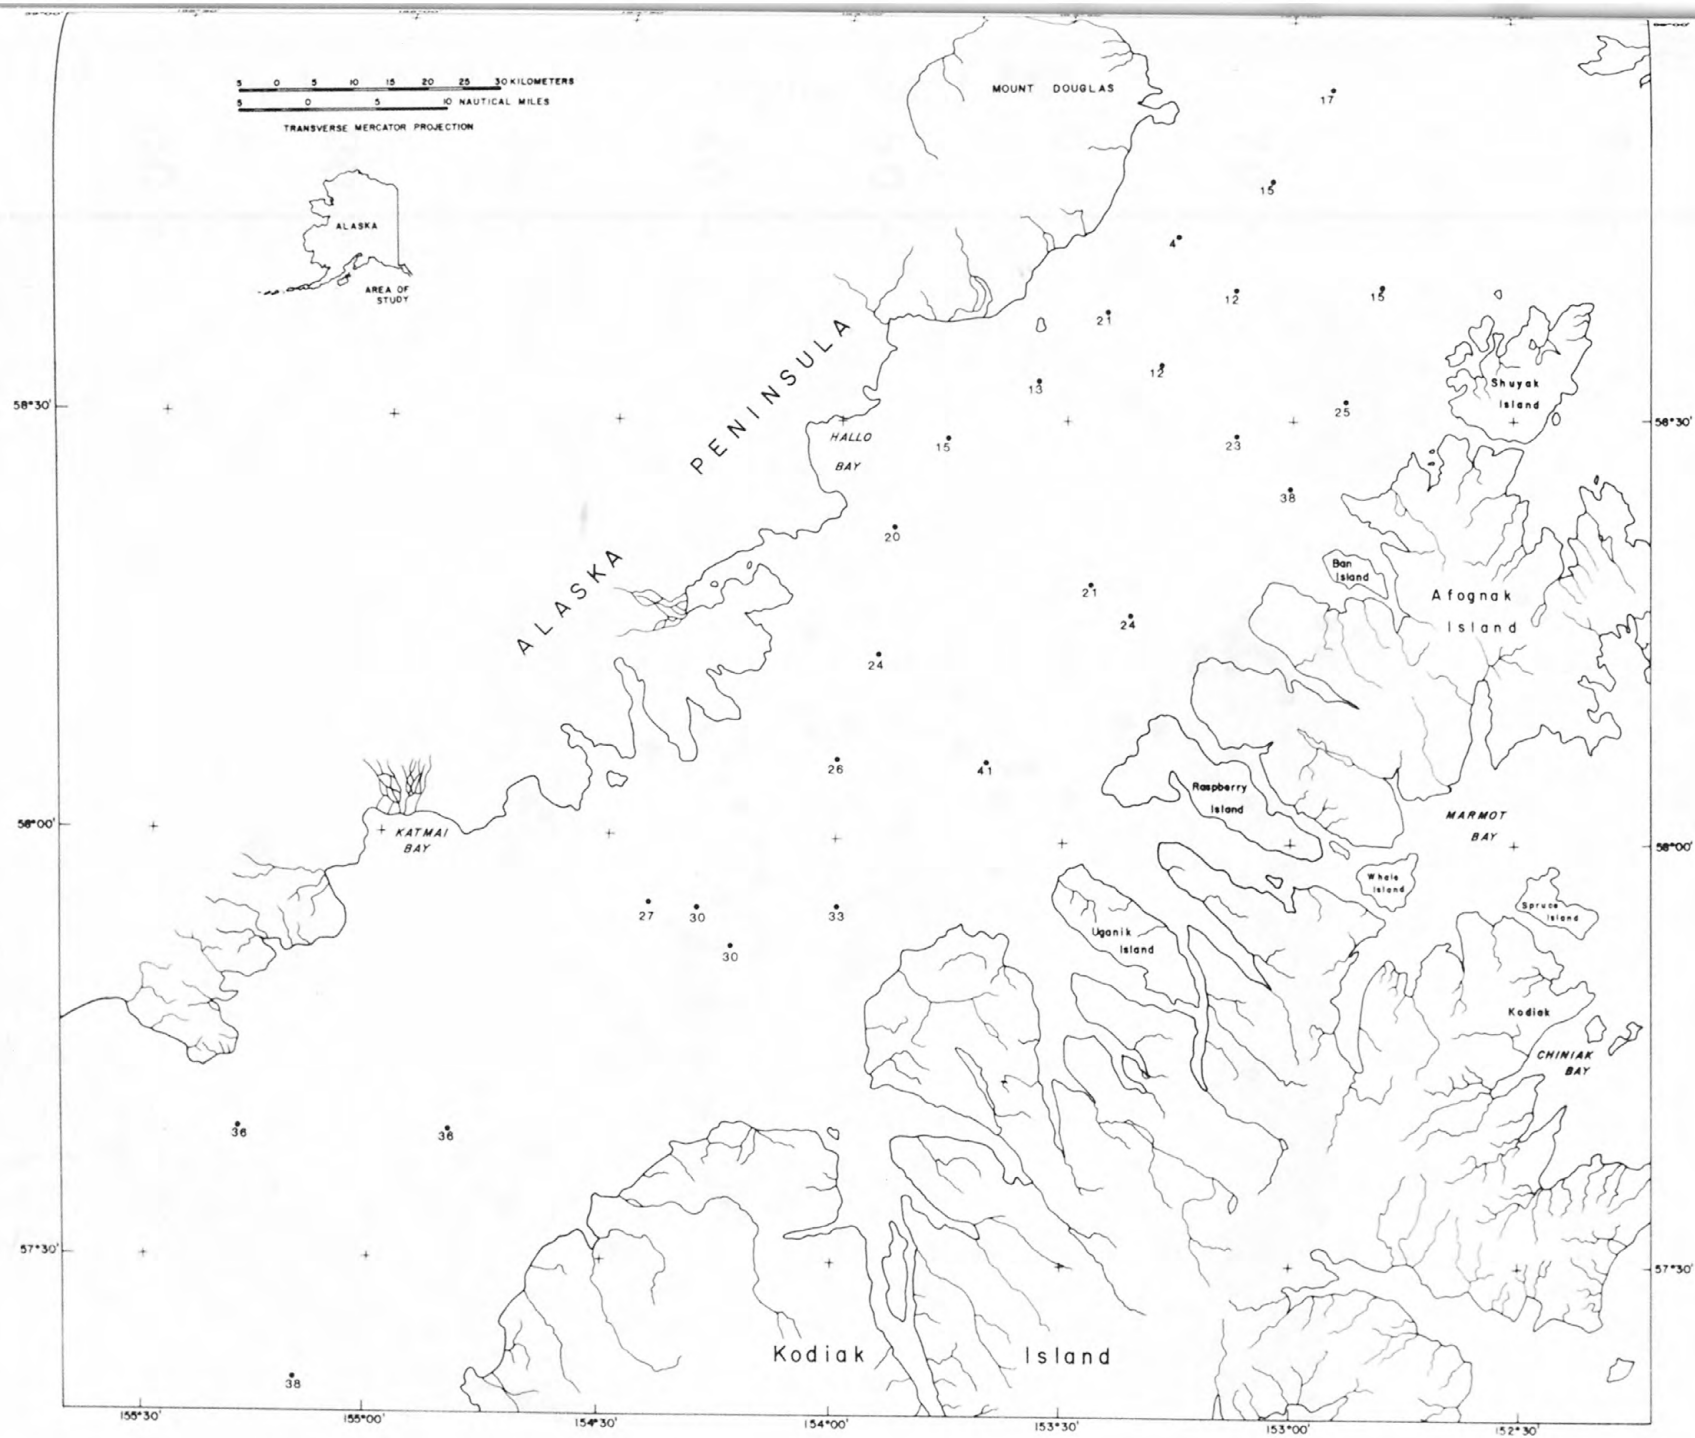 59°00'
5 0 5 10 15 20 25 30 KILOMETERS
5 0 5 10 NAUTICAL MILES
TRANSVERSE MERCATOR PROJECTION
ALASKA
AREA OF
STUDY
MOUNT DOUGLAS
17
15
4
12
15
21
12
13
25
15
23
38
20
21
24
24
26
41
27
30
33
30
36
36
38
ALASKA PENINSULA
HALLO
BAY
KATMAI
BAY
Shuyak
Island
Ban
Island
Afognak
Island
Raspberry
Island
MARMOT
BAY
Whale
Island
Spruce
Island
Uganik
Island
Kodiak
CHINIAK
BAY
Kodiak Island
58°30'
58°30'
58°00'
58°00'
57°30'
57°30'
155°30' 155°00' 154°30' 154°00' 153°30' 153°00' 152°30'